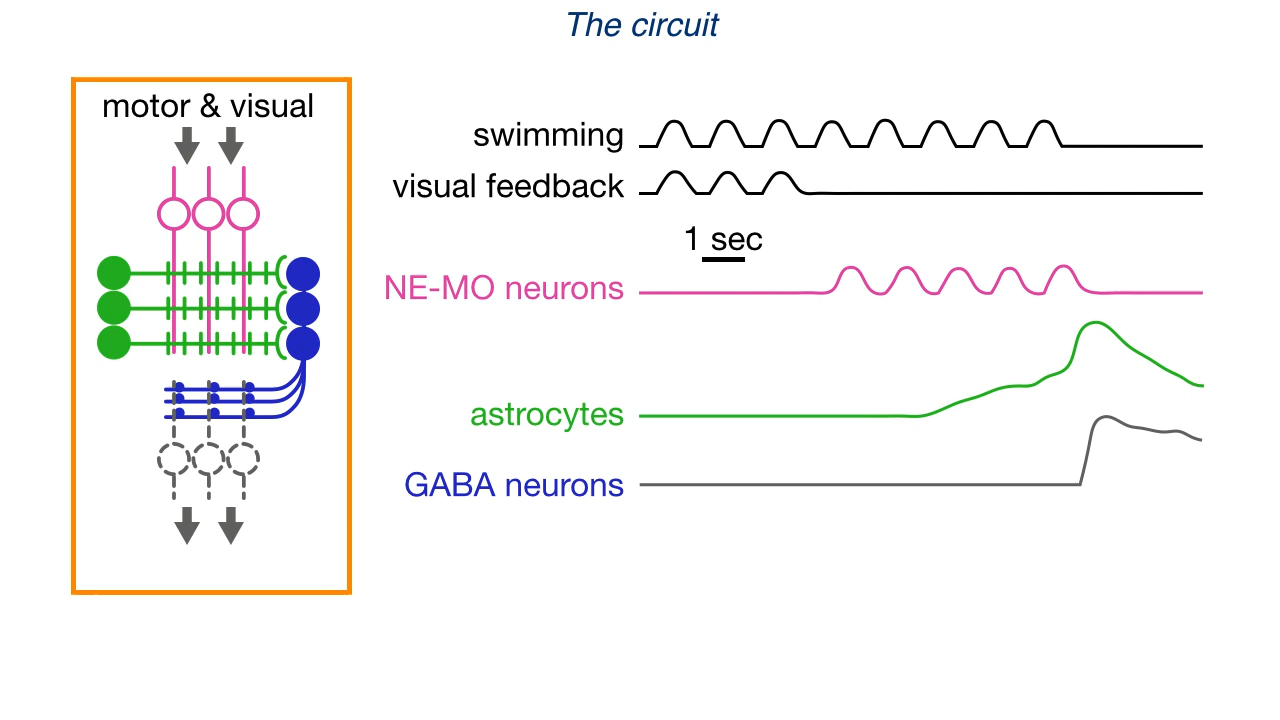 The circuit
motor & visual
swimming
visual feedback
1 sec
NE-MO neurons
astrocytes
GABA neurons